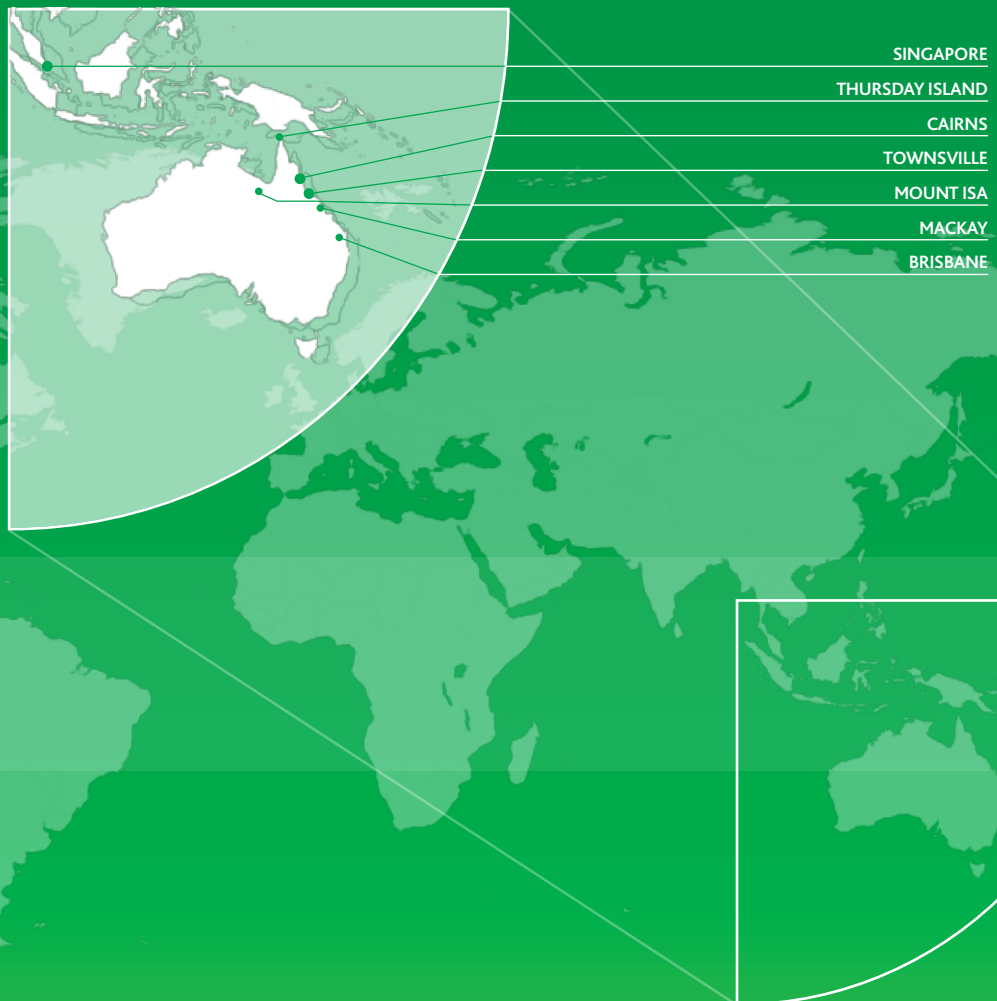 SINGAPORE
THURSDAY ISLAND
CAIRNS
TOWNSVILLE
MOUNT ISA
MACKAY
BRISBANE